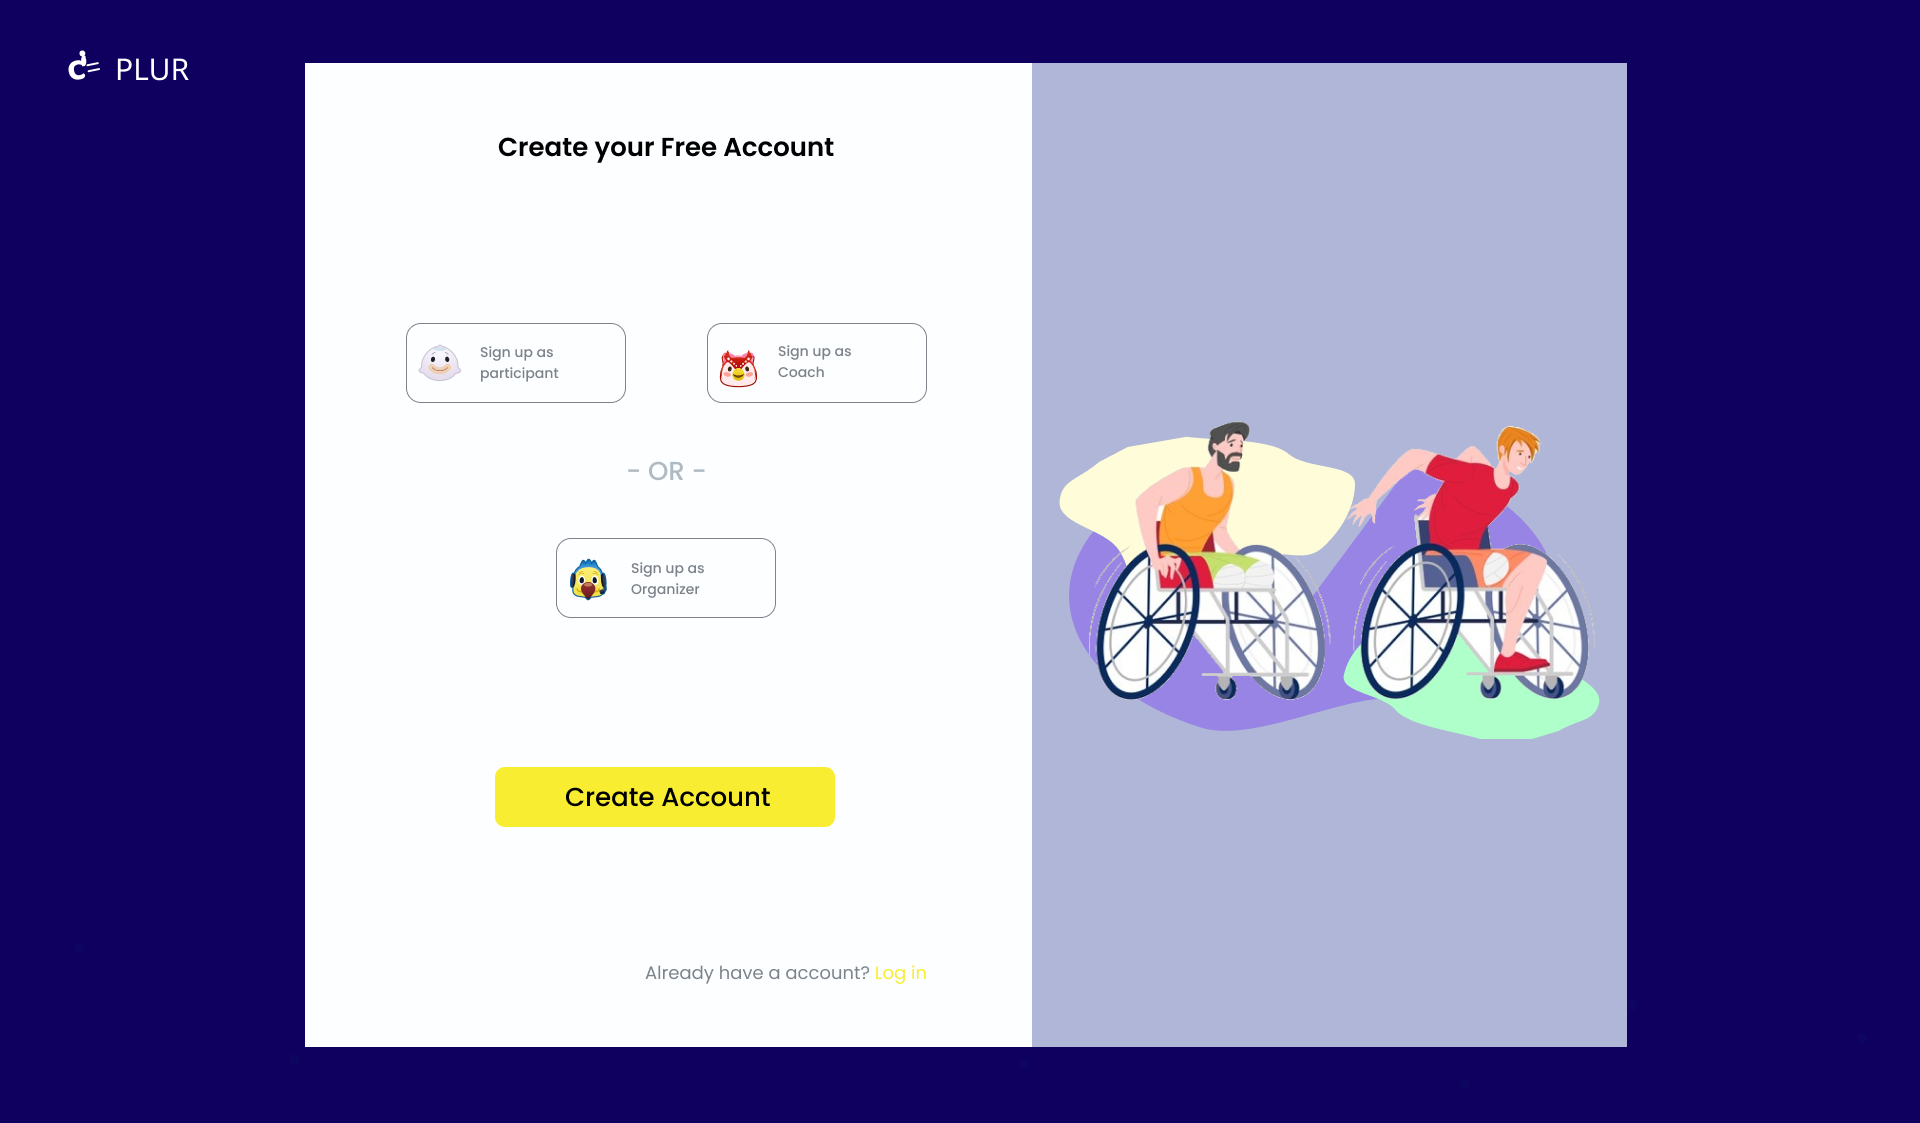 PLUR
Create your Free Account
Sign up as
participant
Sign up as
Coach
- OR -
Sign up as
Organizer
Create Account
Already have a account? Log in